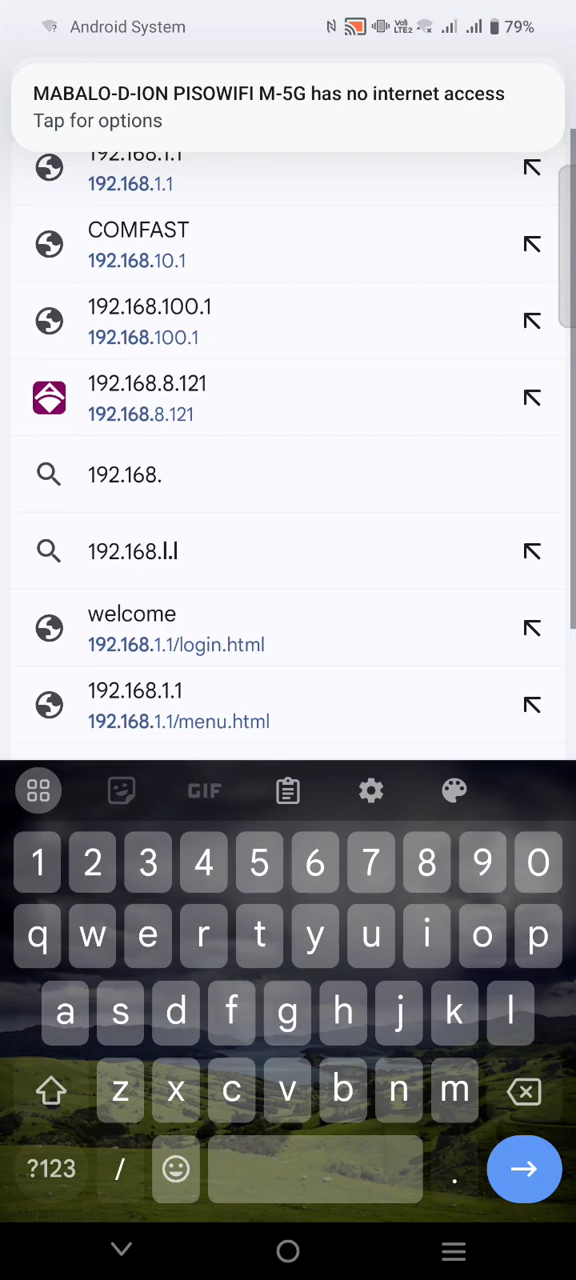 Android System
Vo)
LTE2
79%
MABALO-D-ION PISOWIFI M-5G has no internet access
Tap for options
192.168.1.1
192.168.1.1
COMFAST
192.168.10.1
192.168.100.1
192.168.100.1
192.168.8.121
192.168.8.121
192.168.
192.168.l.l
welcome
192.168.1.1/login.html
192.168.1.1
192.168.1.1/menu.html
GIF
1 2 3 4 5 6 7 8 9 0
q w e r t y u i o p
a s d f g h j k l
z x c v b n m
?123 / .